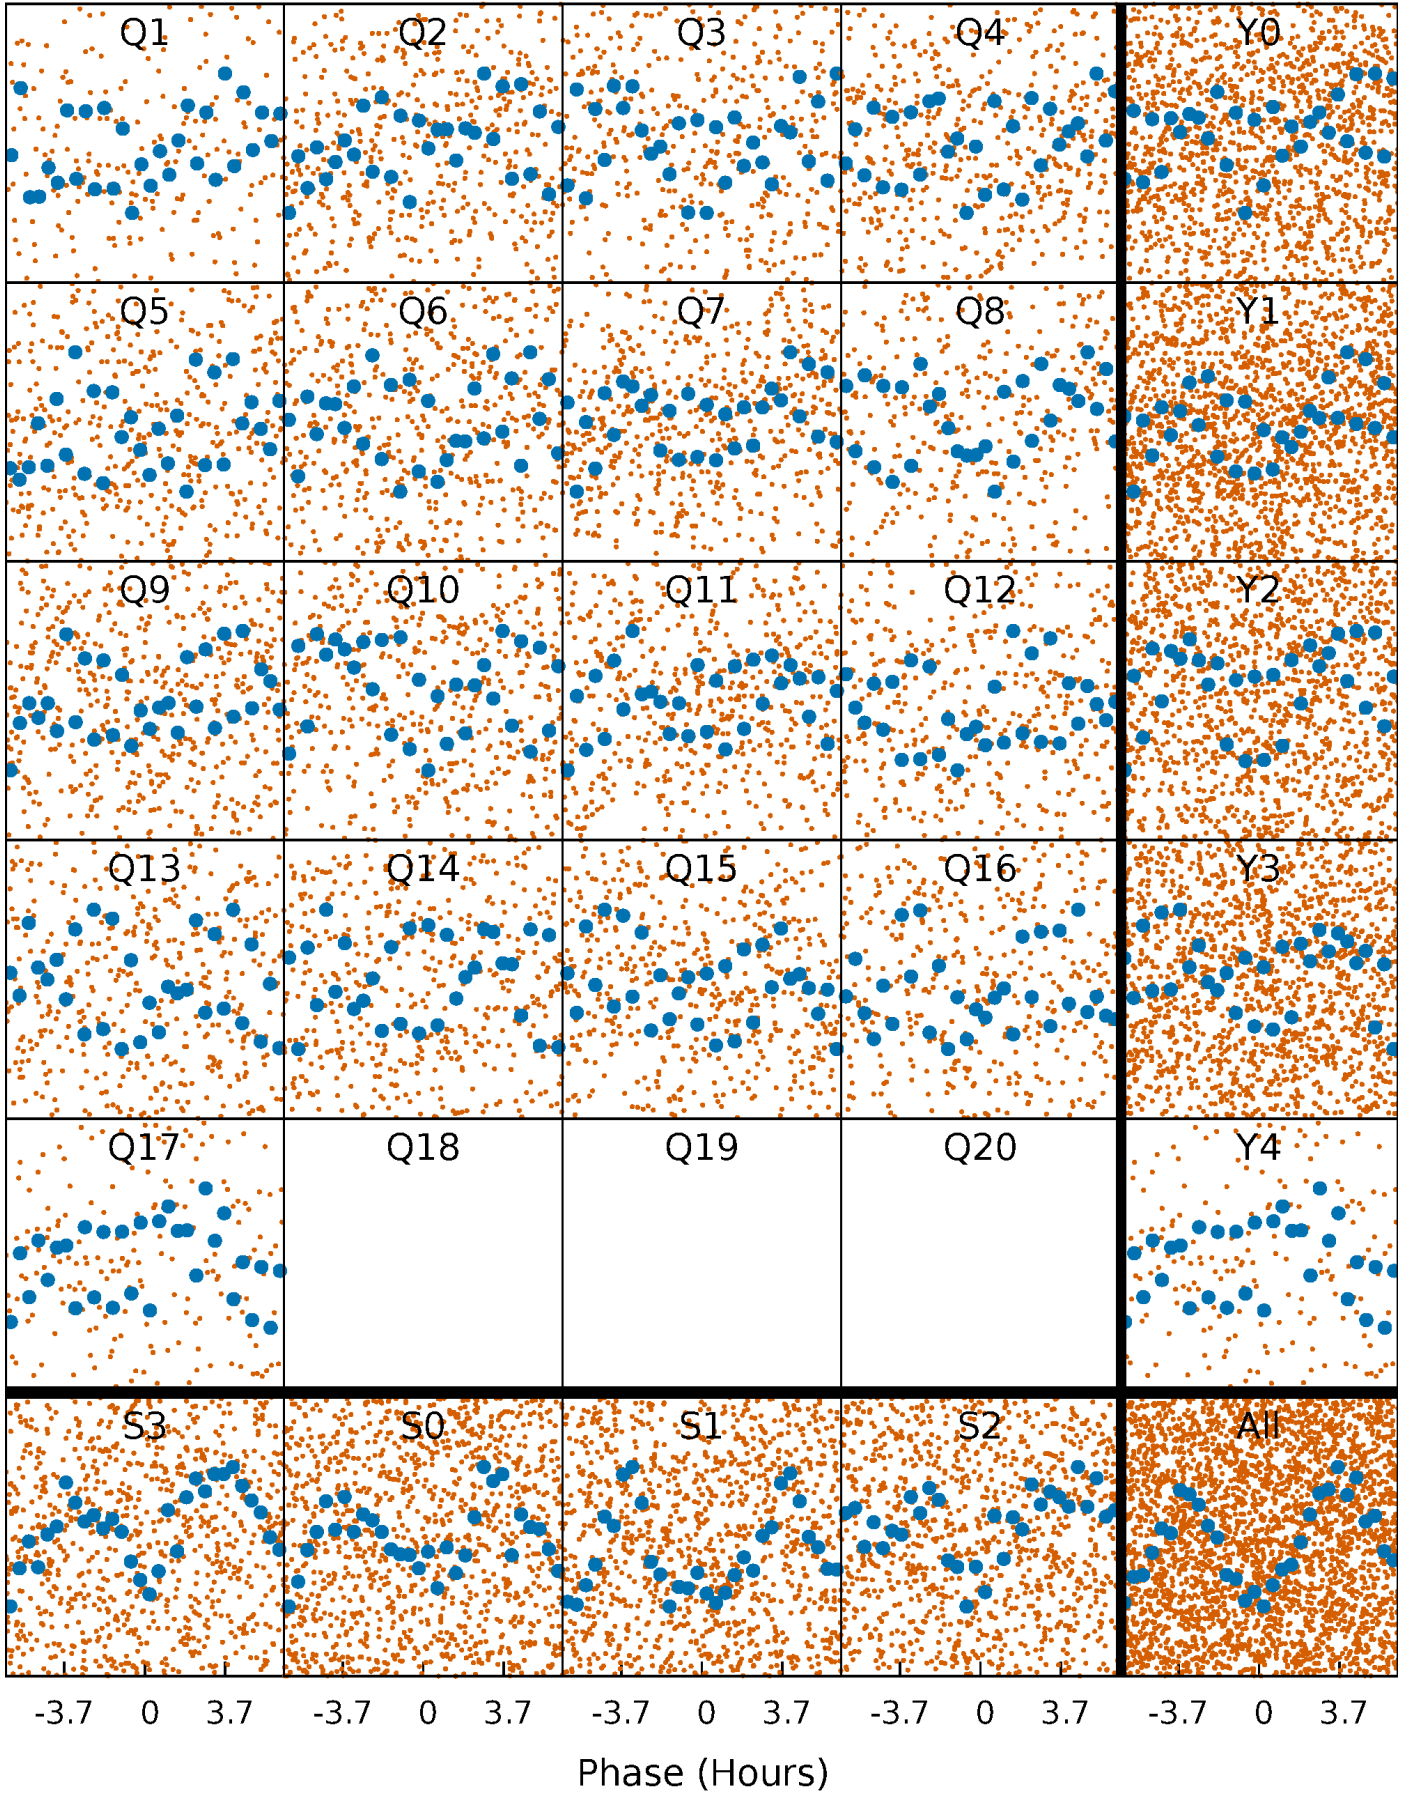 Q1 Q2 Q3 Q4 Y0
Q5 Q6 Q7 Q8 Y1
Q9 Q10 Q11 Q12 Y2
Q13 Q14 Q15 Q16 Y3
Q17 Q18 Q19 Q20 Y4
S3 S0 S1 S2 All
-3.7 0 3.7 -3.7 0 3.7 -3.7 0 3.7 -3.7 0 3.7 -3.7 0 3.7
Phase (Hours)